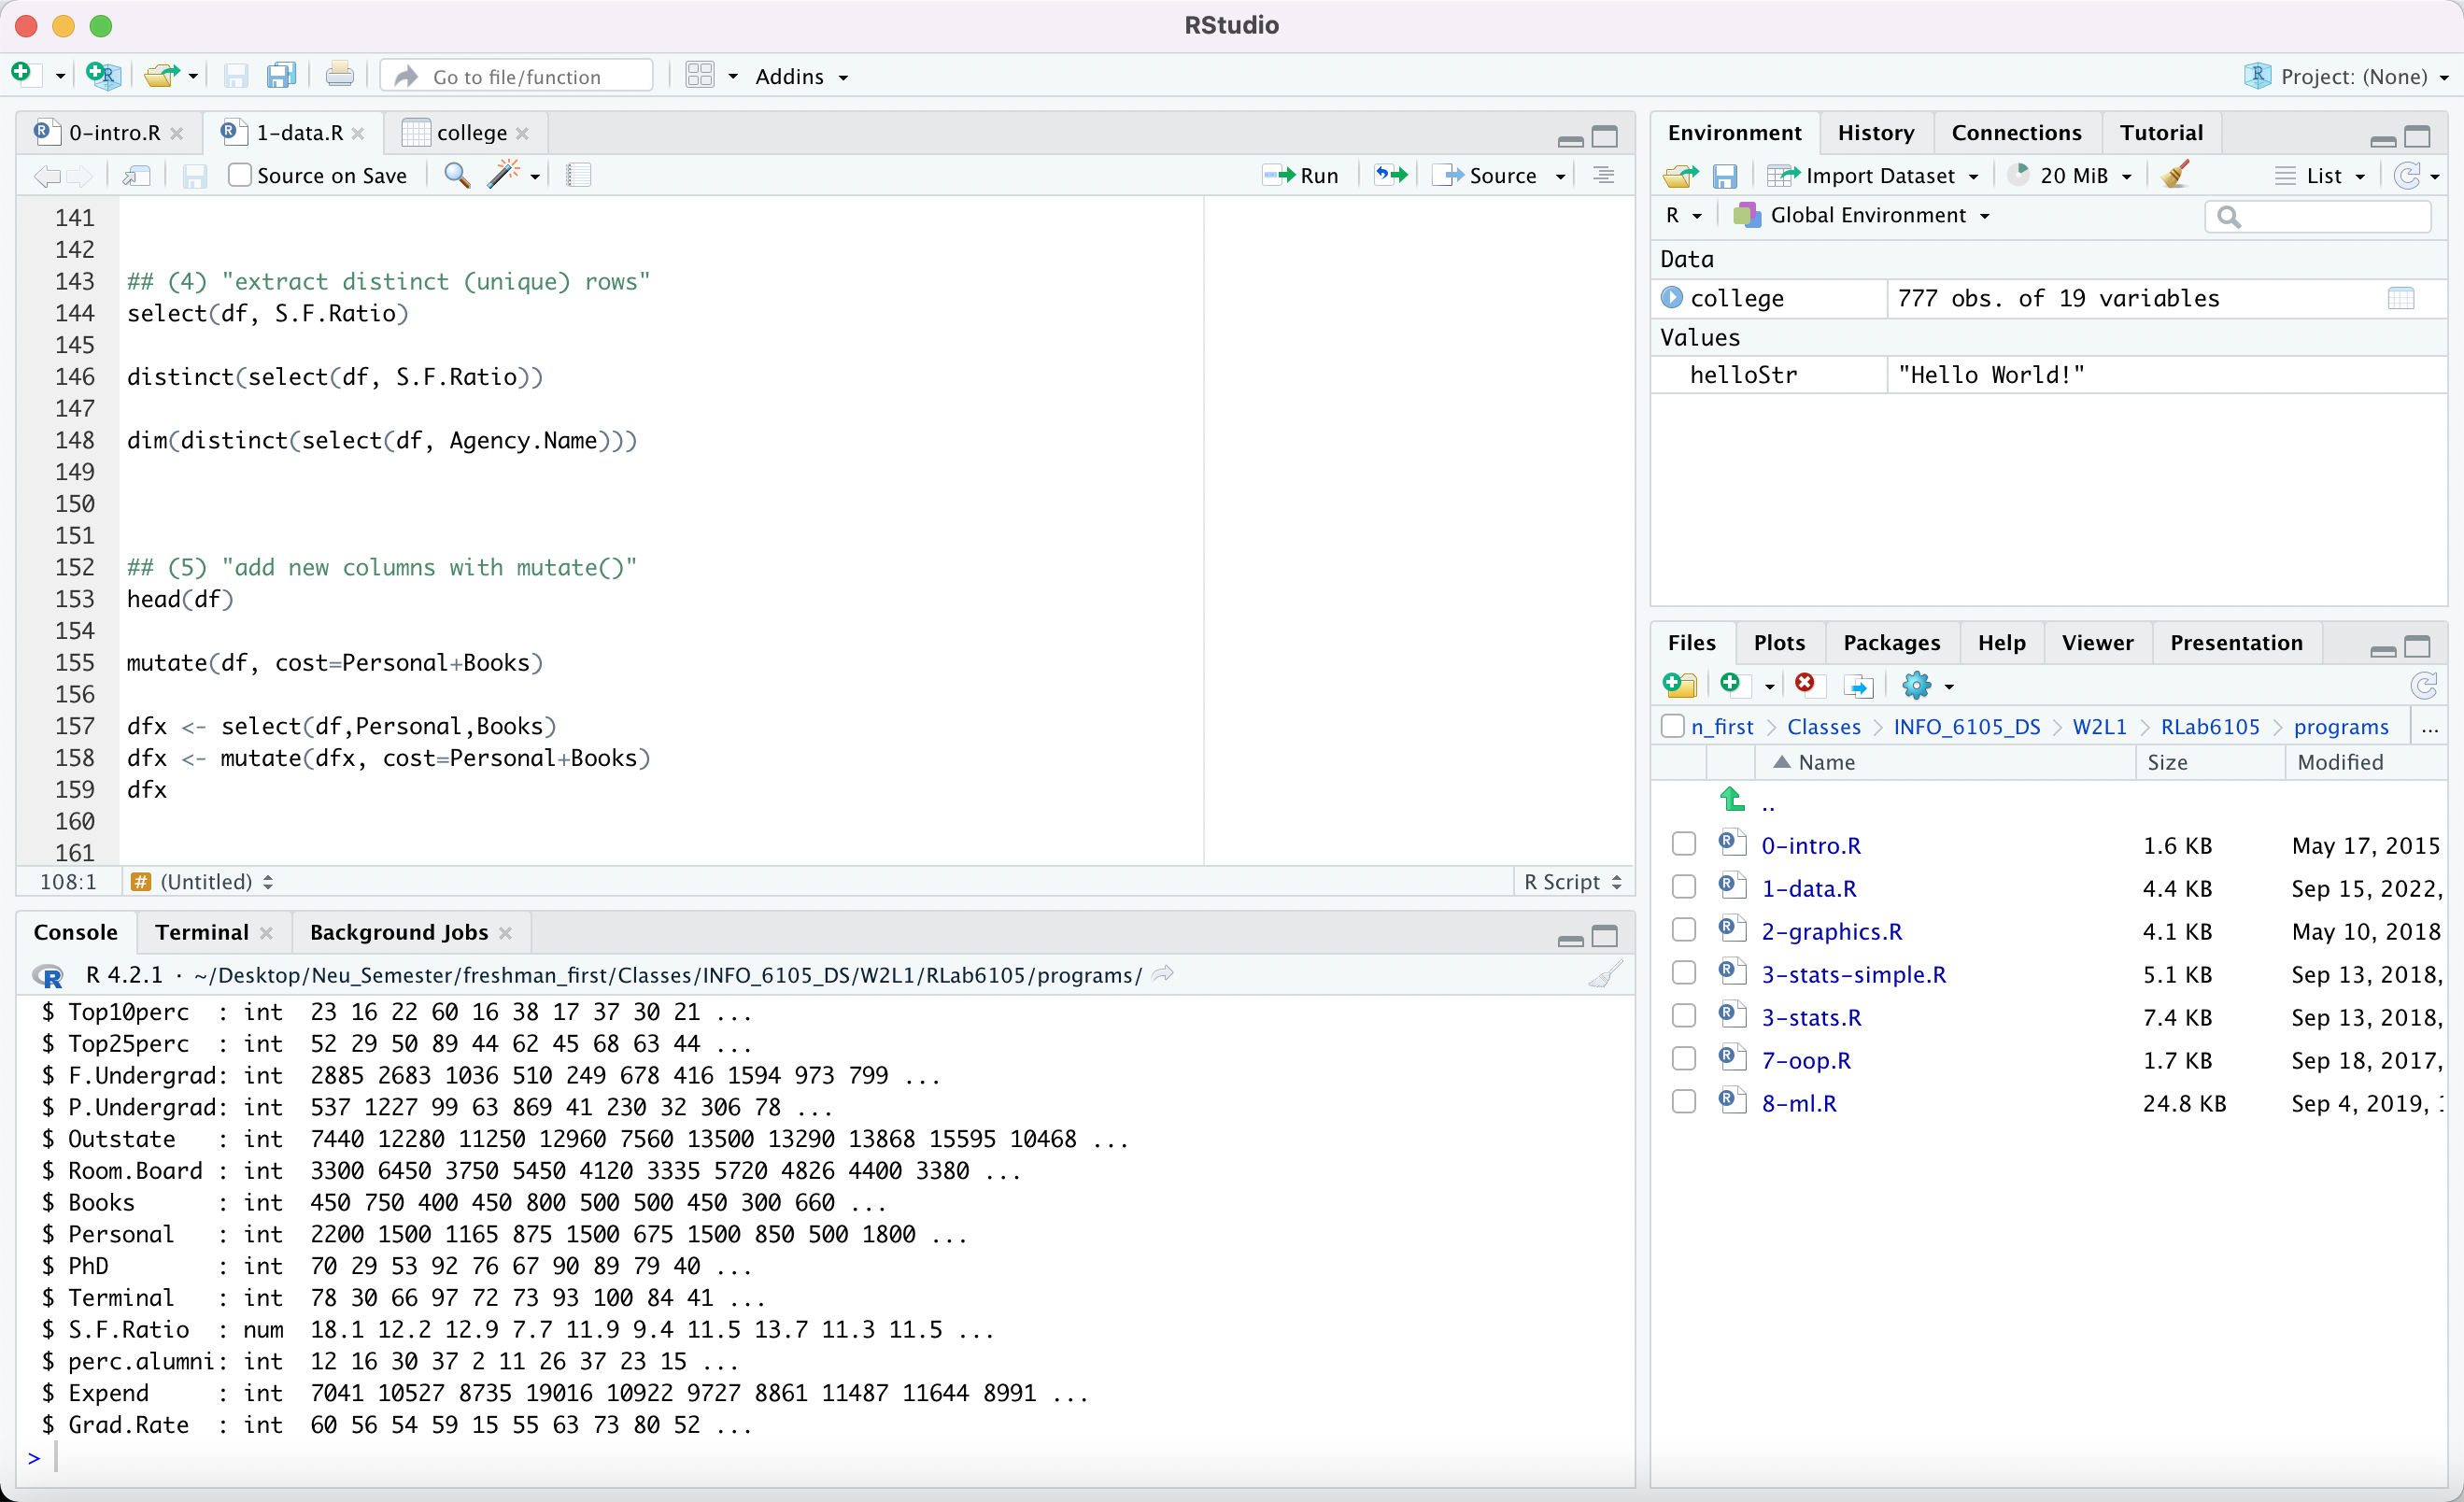 RStudio
Go to file/function
Addins
Project: (None)
0-intro.R
1-data.R
college
Source on Save
Run
Source
141
142
143 ## (4) "extract distinct (unique) rows"
144 select(df, S.F.Ratio)
145
146 distinct(select(df, S.F.Ratio))
147
148 dim(distinct(select(df, Agency.Name)))
149
150
151
152 ## (5) "add new columns with mutate()"
153 head(df)
154
155 mutate(df, cost=Personal+Books)
156
157 dfx <- select(df,Personal,Books)
158 dfx <- mutate(dfx, cost=Personal+Books)
159 dfx
160
161
108:1 # (Untitled) R Script
Console Terminal Background Jobs
R 4.2.1 · ~/Desktop/Neu_Semester/freshman_first/Classes/INFO_6105_DS/W2L1/RLab6105/programs/
$ Top10perc : int 23 16 22 60 16 38 17 37 30 21 ...
$ Top25perc : int 52 29 50 89 44 62 45 68 63 44 ...
$ F.Undergrad: int 2885 2683 1036 510 249 678 416 1594 973 799 ...
$ P.Undergrad: int 537 1227 99 63 869 41 230 32 306 78 ...
$ Outstate : int 7440 12280 11250 12960 7560 13500 13290 13868 15595 10468 ...
$ Room.Board : int 3300 6450 3750 5450 4120 3335 5720 4826 4400 3380 ...
$ Books : int 450 750 400 450 800 500 500 450 300 660 ...
$ Personal : int 2200 1500 1165 875 1500 675 1500 850 500 1800 ...
$ PhD : int 70 29 53 92 76 67 90 89 79 40 ...
$ Terminal : int 78 30 66 97 72 73 93 100 84 41 ...
$ S.F.Ratio : num 18.1 12.2 12.9 7.7 11.9 9.4 11.5 13.7 11.3 11.5 ...
$ perc.alumni: int 12 16 30 37 2 11 26 37 23 15 ...
$ Expend : int 7041 10527 8735 19016 10922 9727 8861 11487 11644 8991 ...
$ Grad.Rate : int 60 56 54 59 15 55 63 73 80 52 ...
>
Environment History Connections Tutorial
Import Dataset 20 MiB List
R Global Environment
Data
college 777 obs. of 19 variables
Values
helloStr "Hello World!"
Files Plots Packages Help Viewer Presentation
n_first > Classes > INFO_6105_DS > W2L1 > RLab6105 > programs ...
Name Size Modified
..
0-intro.R 1.6 KB May 17, 2015
1-data.R 4.4 KB Sep 15, 2022,
2-graphics.R 4.1 KB May 10, 2018
3-stats-simple.R 5.1 KB Sep 13, 2018,
3-stats.R 7.4 KB Sep 13, 2018,
7-oop.R 1.7 KB Sep 18, 2017,
8-ml.R 24.8 KB Sep 4, 2019,